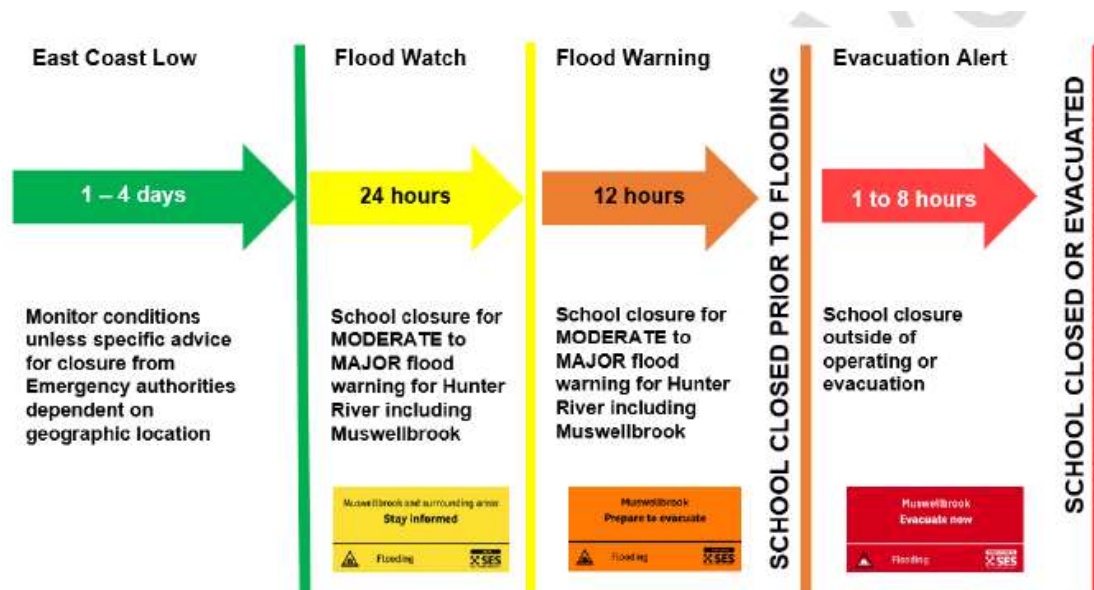 East Coast Low
1 – 4 days
Monitor conditions
unless specific advice
for closure from
Emergency authorities
dependent on
geographic location
Flood Watch
24 hours
School closure for
MODERATE to
MAJOR flood
warning for Hunter
River including
Muswellbrook
Muswellbrook and surrounding areas
Stay informed
Flooding
SES
Flood Warning
12 hours
School closure for
MODERATE to
MAJOR flood
warning for Hunter
River including
Muswellbrook
Muswellbrook
Prepare to evacuate
Flooding
SES
SCHOOL CLOSED PRIOR TO FLOODING
Evacuation Alert
1 to 8 hours
School closure
outside of
operating or
evacuation
Muswellbrook
Evacuate now
Flooding
SES
SCHOOL CLOSED OR EVACUATED